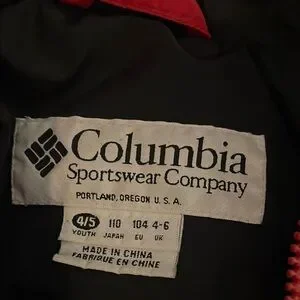 Columbia
Sportswear Company
PORTLAND, OREGON U.S.A.
4/5 110 104 4-6
YOUTH JAPAN EU UK
MADE IN CHINA
FABRIQUE EN CHINE